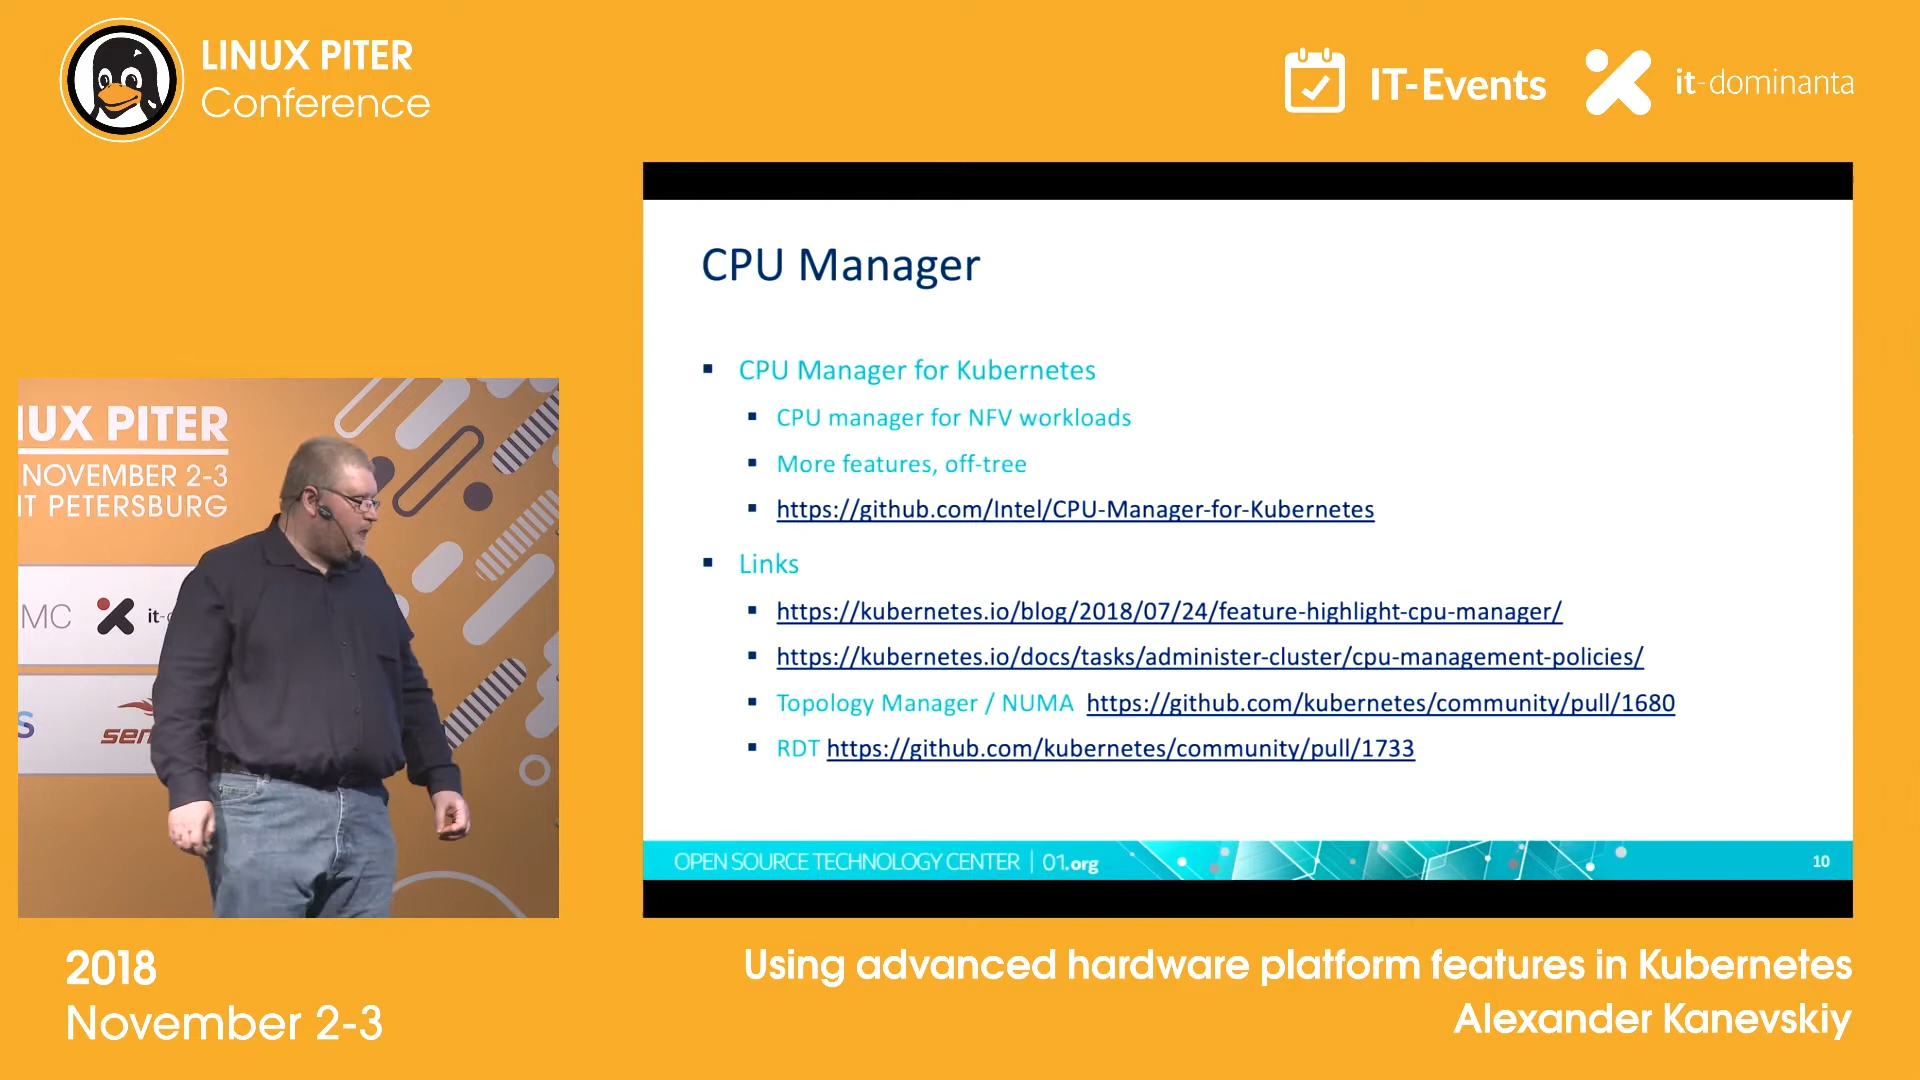 LINUX PITER
Conference
IT-Events
it-dominanta
CPU Manager
CPU Manager for Kubernetes
CPU manager for NFV workloads
More features, off-tree
https://github.com/Intel/CPU-Manager-for-Kubernetes
Links
https://kubernetes.io/blog/2018/07/24/feature-highlight-cpu-manager/
https://kubernetes.io/docs/tasks/administer-cluster/cpu-management-policies/
Topology Manager / NUMA https://github.com/kubernetes/community/pull/1680
RDT https://github.com/kubernetes/community/pull/1733
OPEN SOURCE TECHNOLOGY CENTER | 01.org
10
UX PITER
NOVEMBER 2-3
T PETERSBURG
MC
it-
S
ser
2018
November 2-3
Using advanced hardware platform features in Kubernetes
Alexander Kanevskiy